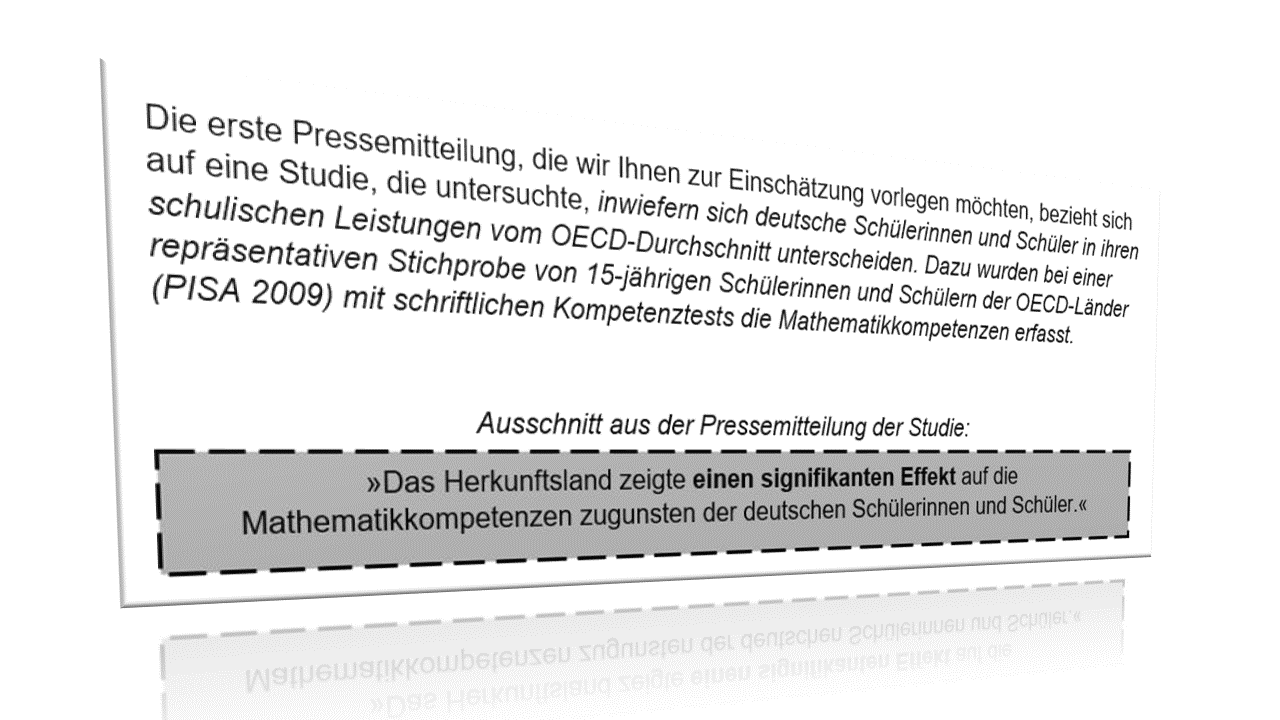 Die erste Pressemitteilung, die wir Ihnen zur Einschätzung vorlegen möchten, bezieht sich
auf eine Studie, die untersuchte, inwiefern sich deutsche Schülerinnen und Schüler in ihren
schulischen Leistungen vom OECD-Durchschnitt unterscheiden. Dazu wurden bei einer
repräsentativen Stichprobe von 15-jährigen Schülerinnen und Schülern der OECD-Länder
(PISA 2009) mit schriftlichen Kompetenztests die Mathematikkompetenzen erfasst.
Ausschnitt aus der Pressemitteilung der Studie:
»Das Herkunftsland zeigte einen signifikanten Effekt auf die
Mathematikkompetenzen zugunsten der deutschen Schülerinnen und Schüler.«